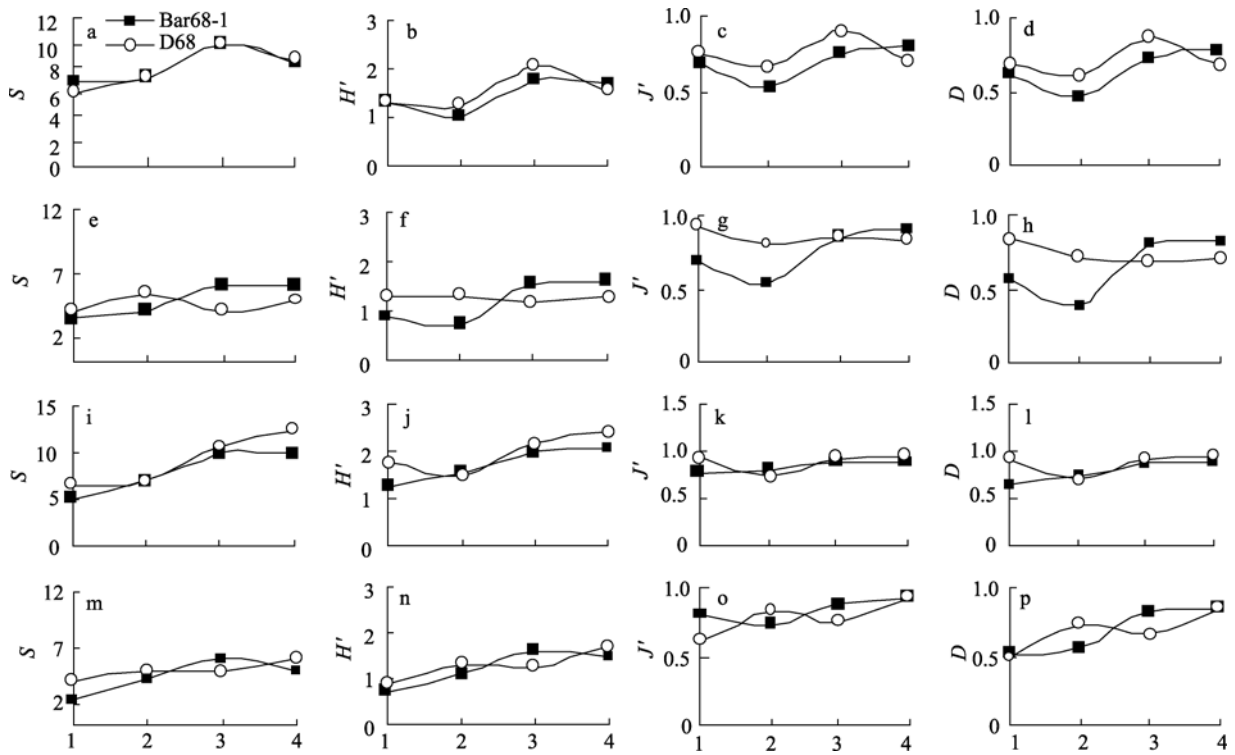 12 10 8 6 4 2 0 S a Bar68-1 D68
3 2 1 0 H' b
1.0 0.5 0 J' c
1.0 0.5 0 D d
12 7 2 S e
3 2 1 0 H' f
1.0 0.5 0 J' g
1.0 0.5 0 D h
15 10 5 0 S i
3 2 1 0 H' j
1.5 1.0 0.5 0 J' k
1.5 1.0 0.5 0 D l
12 7 2 S m
3 2 1 0 H' n
1.0 0.5 0 J' o
1.0 0.5 0 D p
1 2 3 4 1 2 3 4 1 2 3 4 1 2 3 4